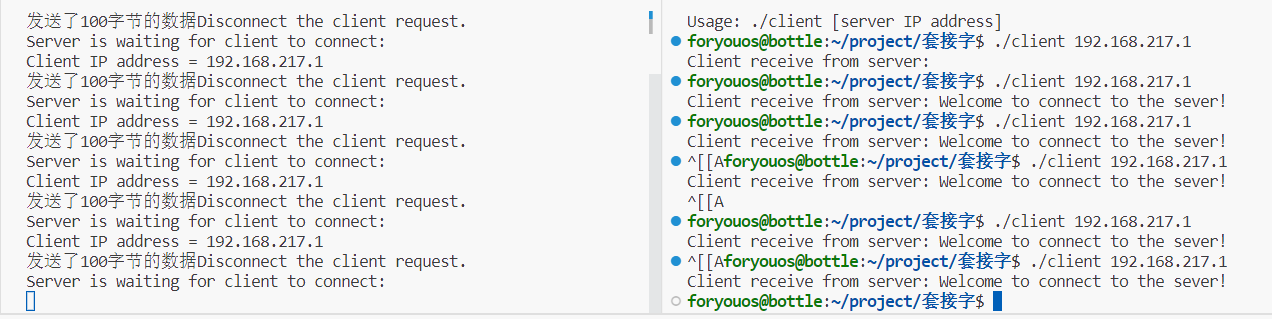 发送了100字节的数据Disconnect the client request.
Server is waiting for client to connect:
Client IP address = 192.168.217.1
发送了100字节的数据Disconnect the client request.
Server is waiting for client to connect:
Client IP address = 192.168.217.1
发送了100字节的数据Disconnect the client request.
Server is waiting for client to connect:
Client IP address = 192.168.217.1
发送了100字节的数据Disconnect the client request.
Server is waiting for client to connect:
Client IP address = 192.168.217.1
发送了100字节的数据Disconnect the client request.
Server is waiting for client to connect:
Usage: ./client [server IP address]
foryouos@bottle:~/project/套接字$ ./client 192.168.217.1
Client receive from server:
foryouos@bottle:~/project/套接字$ ./client 192.168.217.1
Client receive from server: Welcome to connect to the sever!
foryouos@bottle:~/project/套接字$ ./client 192.168.217.1
Client receive from server: Welcome to connect to the sever!
^[[Aforyouos@bottle:~/project/套接字$ ./client 192.168.217.1
Client receive from server: Welcome to connect to the sever!
^[[A
foryouos@bottle:~/project/套接字$ ./client 192.168.217.1
Client receive from server: Welcome to connect to the sever!
^[[Aforyouos@bottle:~/project/套接字$ ./client 192.168.217.1
Client receive from server: Welcome to connect to the sever!
foryouos@bottle:~/project/套接字$